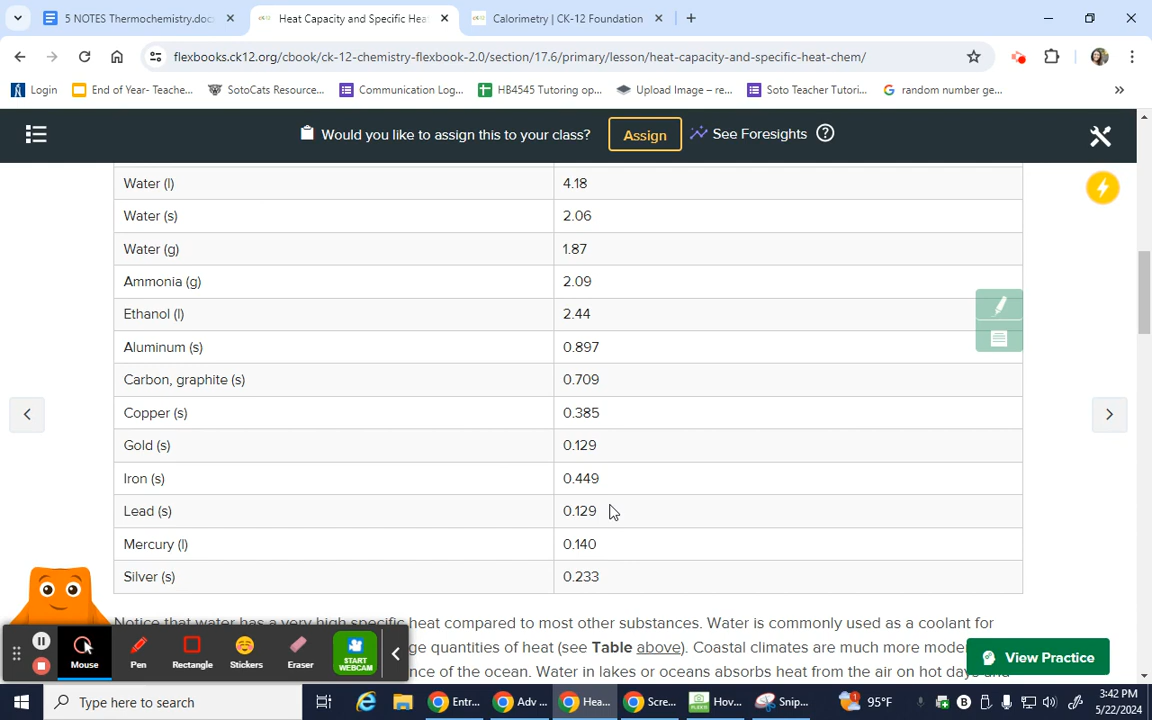 5 NOTES Thermochemistry.doc
Heat Capacity and Specific Hea
Calorimetry | CK-12 Foundation
flexbooks.ck12.org/cbook/ck-12-chemistry-flexbook-2.0/section/17.6/primary/lesson/heat-capacity-and-specific-heat-chem/
Login End of Year- Teache... SotoCats Resource... Communication Log... HB4545 Tutoring op... Upload Image – re... Soto Teacher Tutori... random number ge... »
Would you like to assign this to your class? Assign See Foresights ?
Water (l) 4.18
Water (s) 2.06
Water (g) 1.87
Ammonia (g) 2.09
Ethanol (l) 2.44
Aluminum (s) 0.897
Carbon, graphite (s) 0.709
Copper (s) 0.385
Gold (s) 0.129
Iron (s) 0.449
Lead (s) 0.129
Mercury (l) 0.140
Silver (s) 0.233
Notice that water has a very high specific heat compared to most other substances. Water is commonly used as a coolant for
ge quantities of heat (see Table above). Coastal climates are much more mode
nce of the ocean. Water in lakes or oceans absorbs heat from the air on hot days and
View Practice
Mouse Pen Rectangle Stickers Eraser START WEBCAM
Type here to search
Entr... Adv ... Hea... Scre... Hov... Snip... 95°F
3:42 PM
5/22/2024